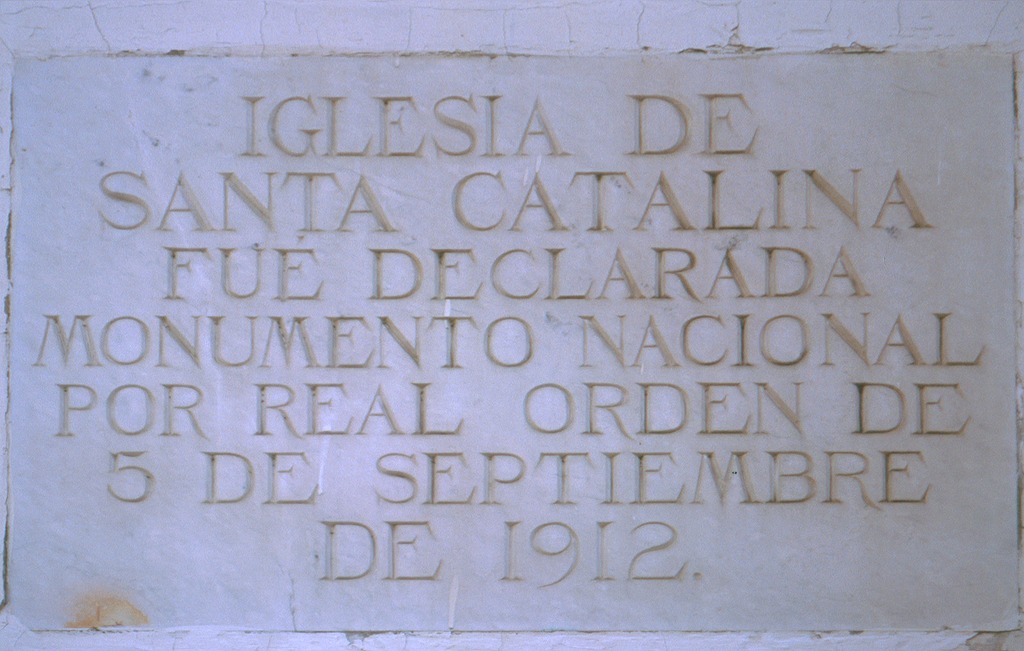 IGLESIA DE
SANTA CATALINA
FUE DECLARADA
MONUMENTO NACIONAL
POR REAL ORDEN DE
5 DE SEPTIEMBRE
DE 1912.